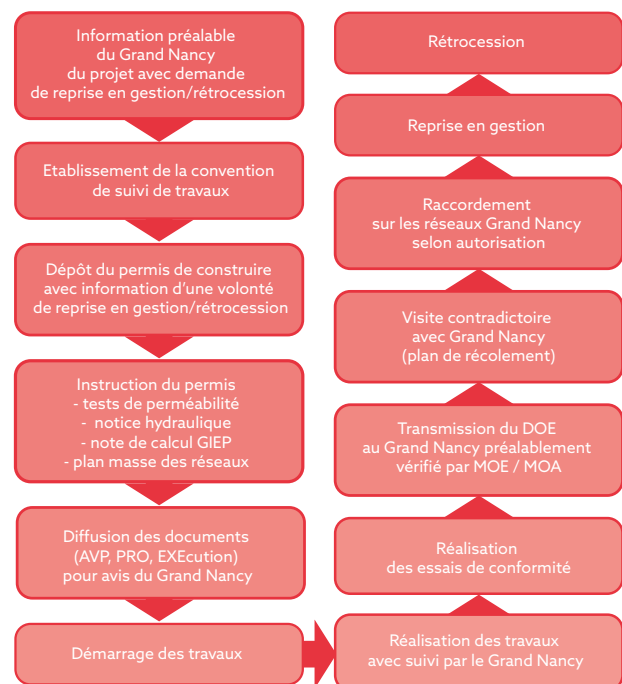 Information préalable
du Grand Nancy
du projet avec demande
de reprise en gestion/rétrocession
Etablissement de la convention
de suivi de travaux
Dépôt du permis de construire
avec information d'une volonté
de reprise en gestion/rétrocession
Instruction du permis
- tests de perméabilité
- notice hydraulique
- note de calcul GIEP
- plan masse des réseaux
Diffusion des documents
(AVP, PRO, EXEcution)
pour avis du Grand Nancy
Démarrage des travaux
Réalisation des travaux
avec suivi par le Grand Nancy
Réalisation
des essais de conformité
Transmission du DOE
au Grand Nancy préalablement
vérifié par MOE / MOA
Visite contradictoire
avec Grand Nancy
(plan de récolement)
Raccordement
sur les réseaux Grand Nancy
selon autorisation
Reprise en gestion
Rétrocession